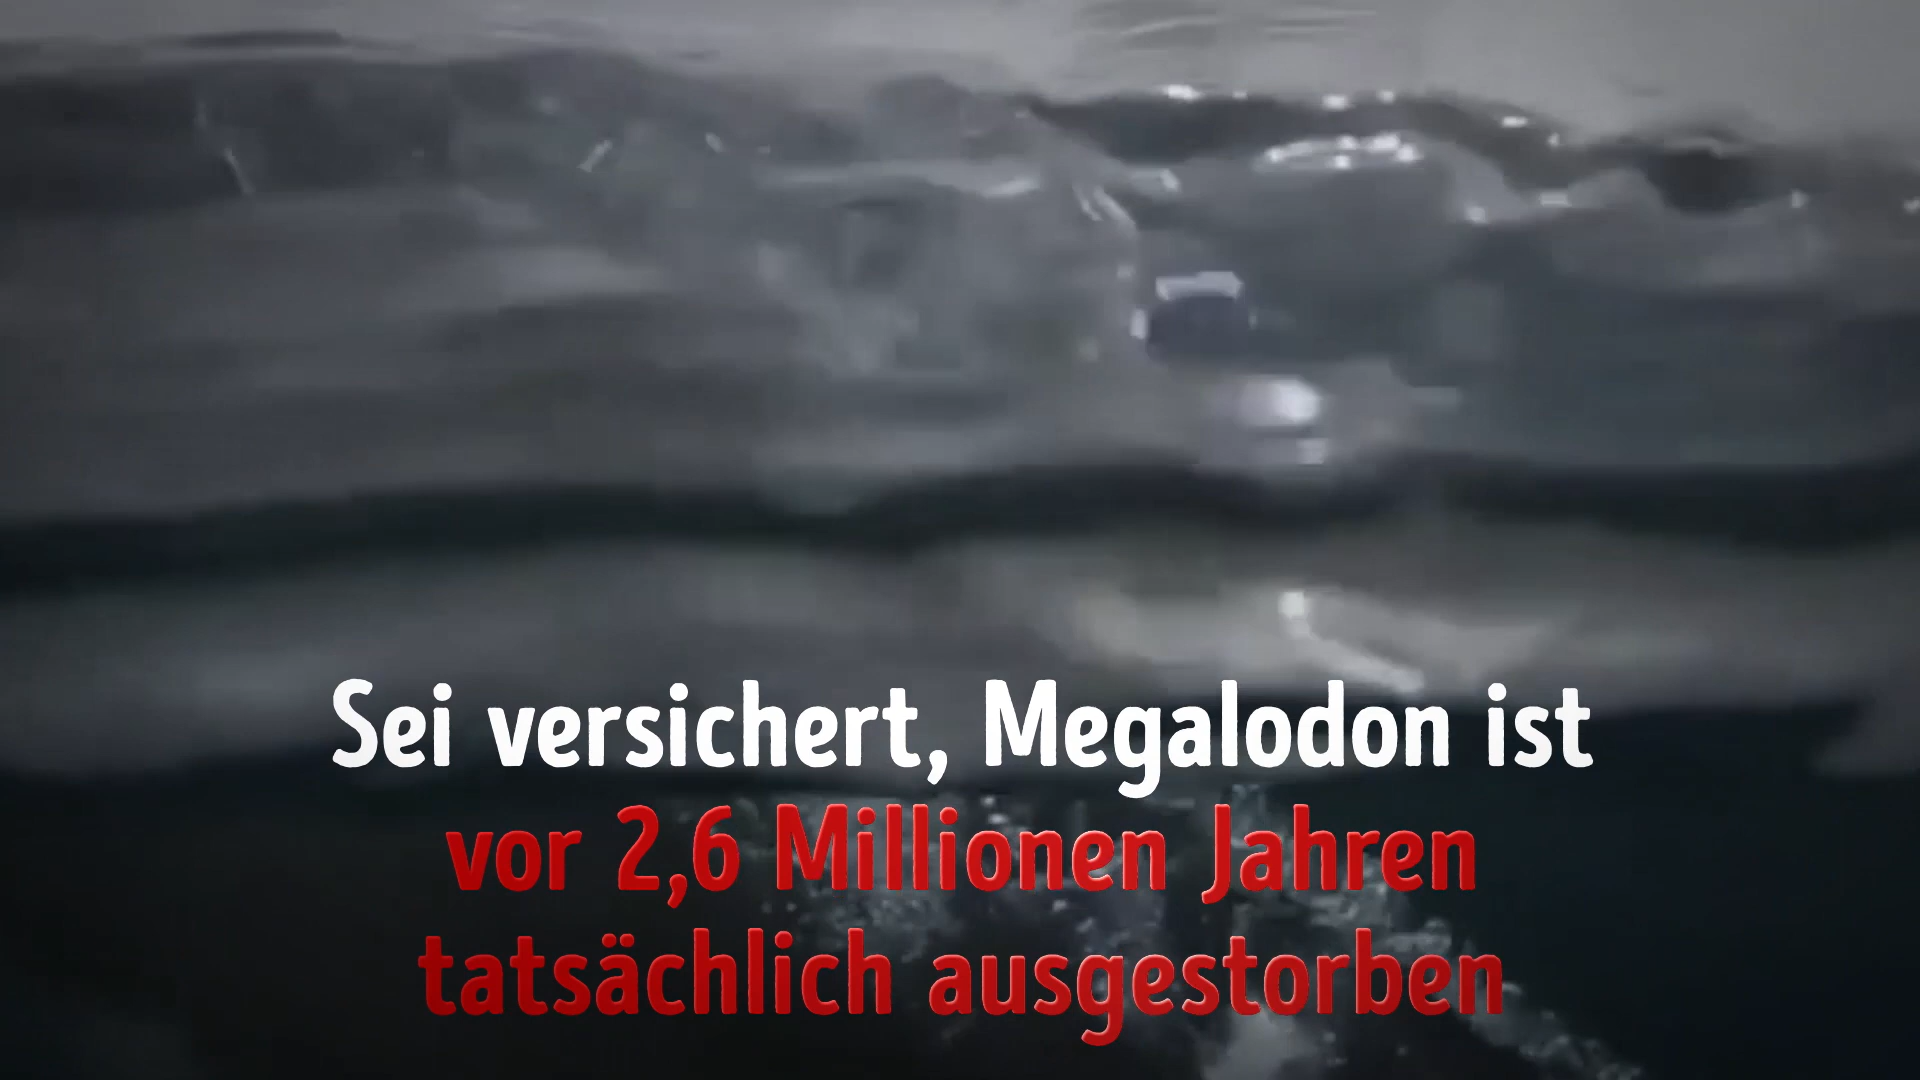 Sei versichert, Megalodon ist
vor 2,6 Millionen Jahren
tatsächlich ausgestorben